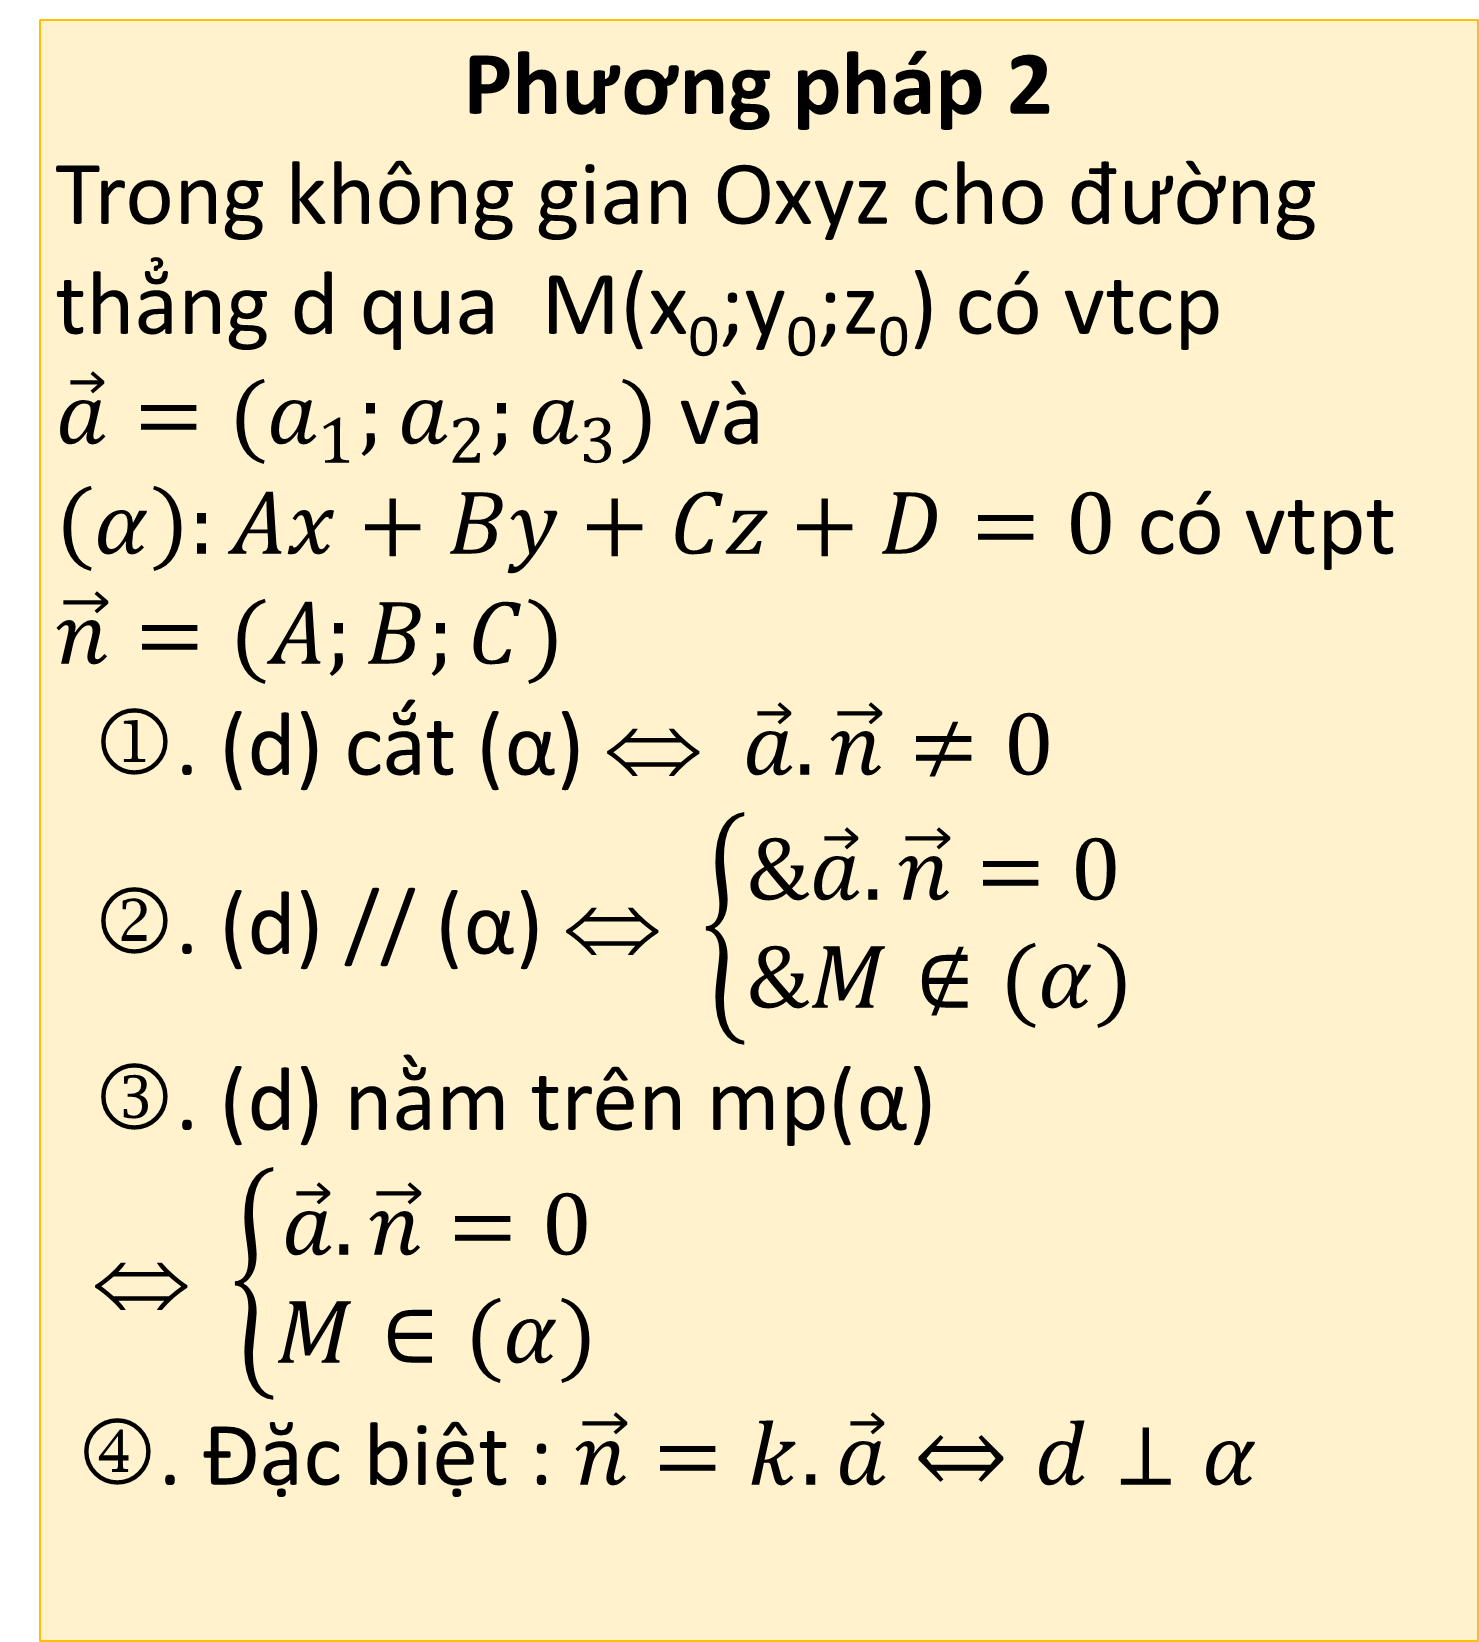 Phương pháp 2
Trong không gian Oxyz cho đường
thẳng d qua M(x₀;y₀;z₀) có vtcp
a⃗ = (a₁; a₂; a₃) và
(α): Ax + By + Cz + D = 0 có vtpt
n⃗ = (A; B; C)
①. (d) cắt (α) ⇔ a⃗. n⃗ ≠ 0
②. (d) // (α) ⇔ { &a⃗. n⃗ = 0
&M ∉ (α)
③. (d) nằm trên mp(α)
⇔ { a⃗. n⃗ = 0
M ∈ (α)
④. Đặc biệt : n⃗ = k. a⃗ ⇔ d ⊥ α